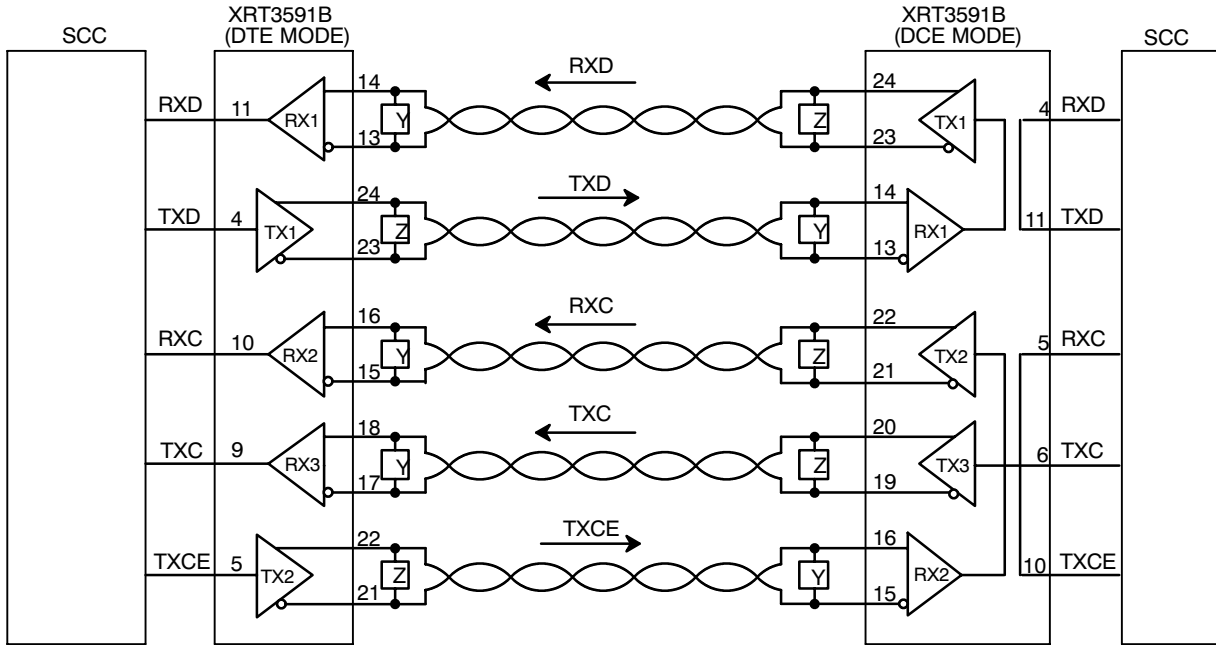 XRT3591B XRT3591B
SCC (DTE MODE) (DCE MODE) SCC
RXD
14 24
RXD 11 RX1 Y Z TX1 4 RXD
13 23
TXD
24 14
TXD 4 TX1 Z Y RX1 11 TXD
23 13
RXC
16 22
RXC 10 RX2 Y Z TX2 5 RXC
15 21
TXC
18 20
TXC 9 RX3 Y Z TX3 6 TXC
17 19
TXCE
22 16
TXCE 5 TX2 Z Y RX2 10 TXCE
21 15